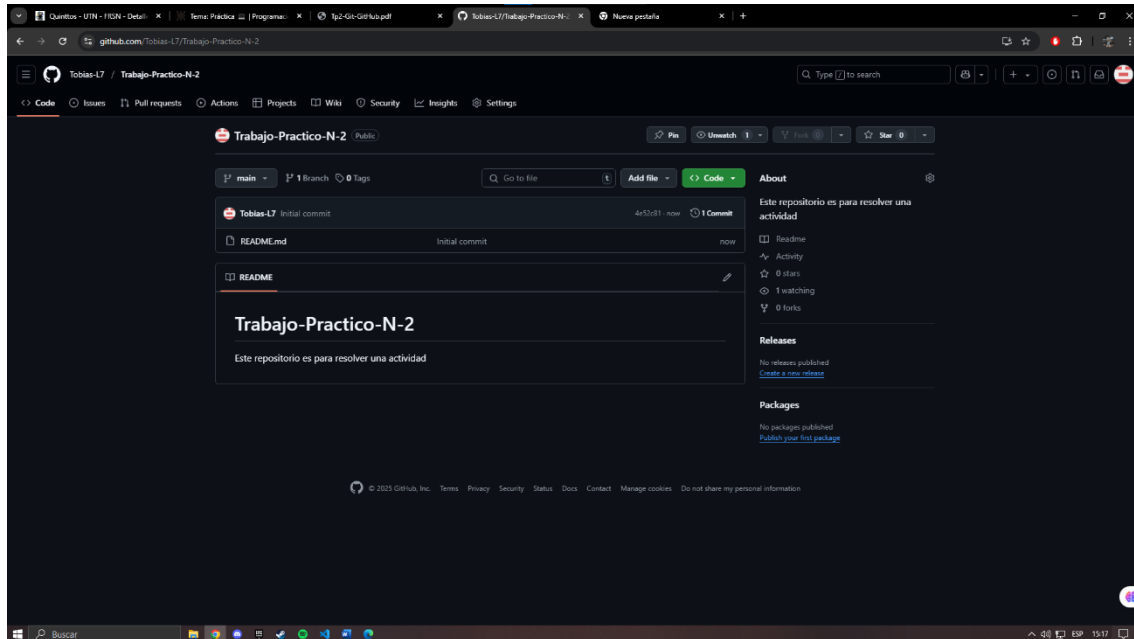 Quinttos - UTN - FRSN - Detall
Tema: Práctica | Programac
Tp2-Git-GitHub.pdf
Tobias-L7/Trabajo-Practico-N-2
Nueva pestaña
github.com/Tobias-L7/Trabajo-Practico-N-2
Tobias-L7 / Trabajo-Practico-N-2
Type / to search
Code Issues Pull requests Actions Projects Wiki Security Insights Settings
Trabajo-Practico-N-2 Public
Pin Unwatch 1 Fork 0 Star 0
main 1 Branch 0 Tags Go to file t Add file Code
Tobias-L7 Initial commit 4e52c81 · now 1 Commit
README.md Initial commit now
README
Trabajo-Practico-N-2
Este repositorio es para resolver una actividad
About
Este repositorio es para resolver una
actividad
Readme
Activity
0 stars
1 watching
0 forks
Releases
No releases published
Create a new release
Packages
No packages published
Publish your first package
© 2025 GitHub, Inc. Terms Privacy Security Status Docs Contact Manage cookies Do not share my personal information
Buscar
ESP 15:17